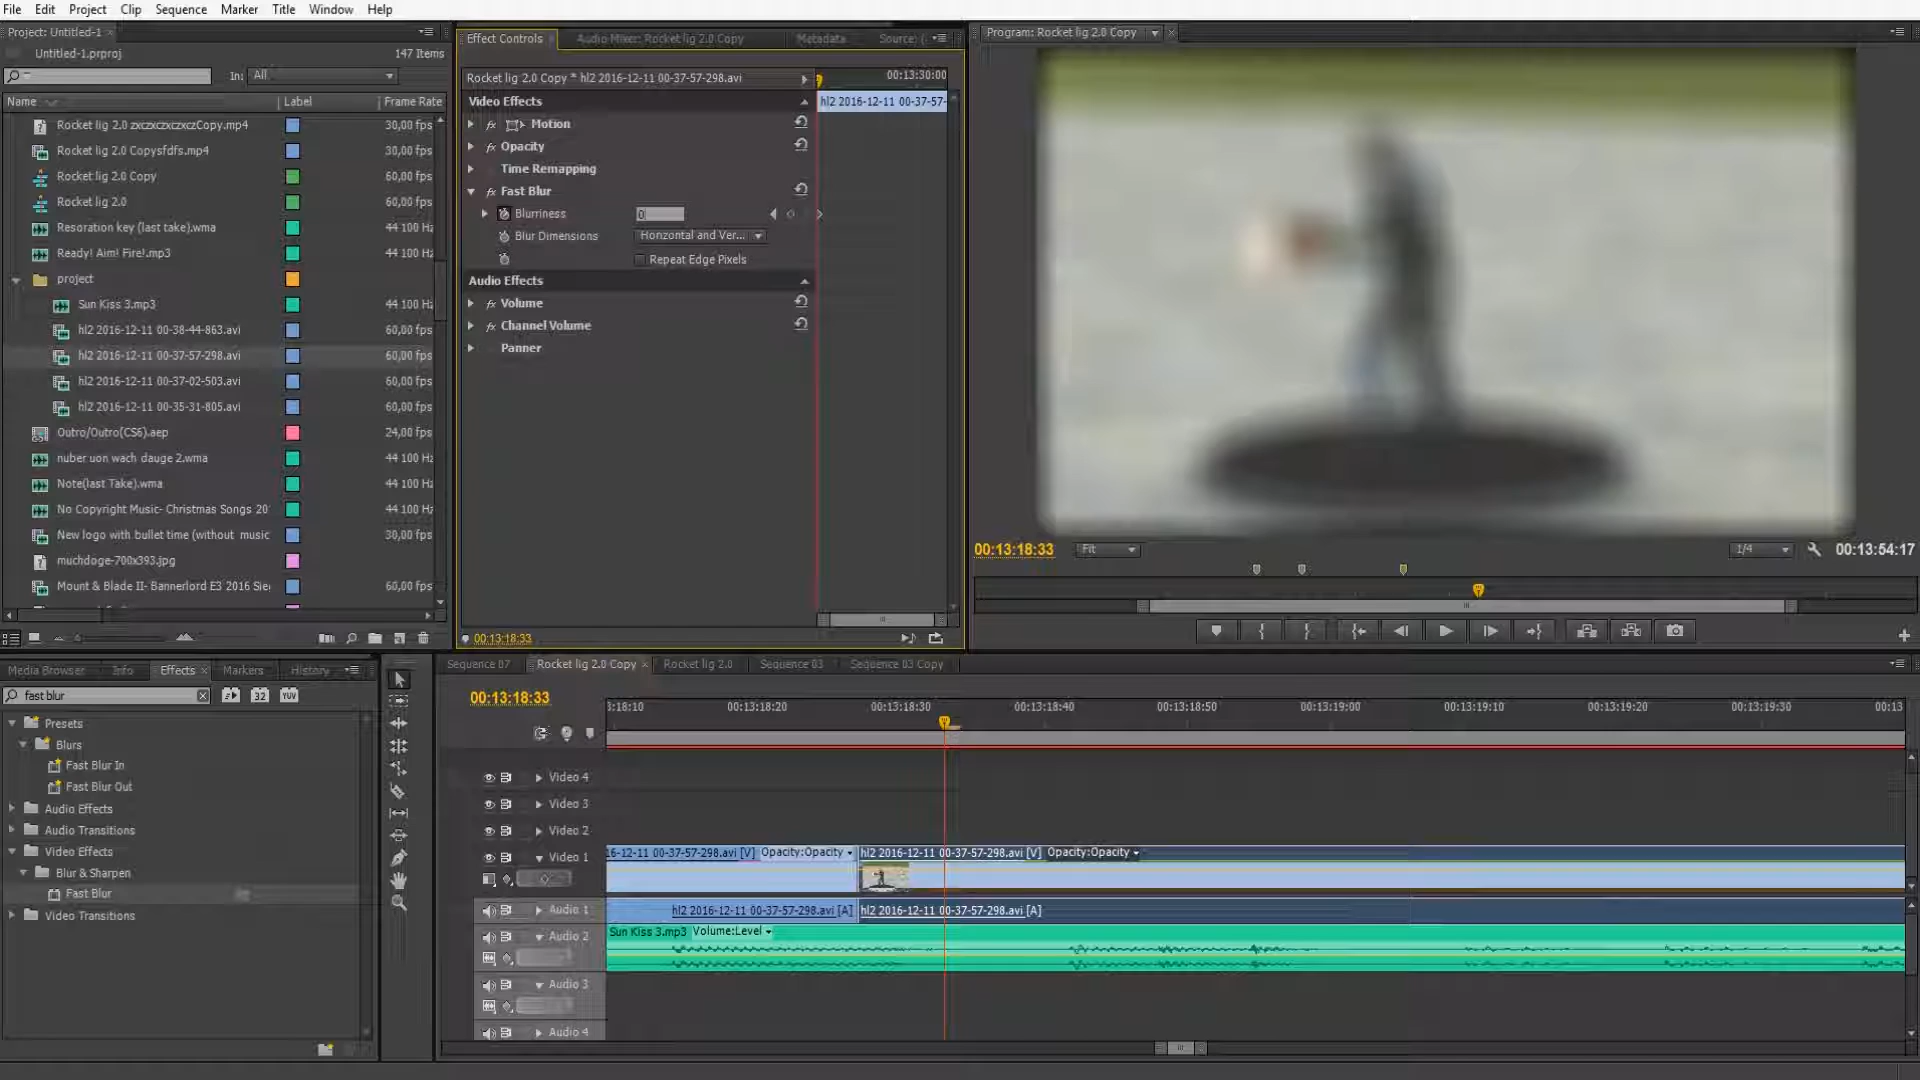 File Edit Project Clip Sequence Marker Title Window Help
Project: Untitled-1 ×
Untitled-1.prproj 147 Items
In: All
Name Label Frame Rate
Rocket lig 2.0 zxczxczxczxczCopy.mp4 30,00 fps
Rocket lig 2.0 Copysfdfs.mp4 30,00 fps
Rocket lig 2.0 Copy 60,00 fps
Rocket lig 2.0 60,00 fps
Resoration key (last take).wma 44 100 Hz
Ready! Aim! Fire!.mp3 44 100 Hz
project
Sun Kiss 3.mp3 44 100 Hz
hl2 2016-12-11 00-38-44-863.avi 60,00 fps
hl2 2016-12-11 00-37-57-298.avi 60,00 fps
hl2 2016-12-11 00-37-02-503.avi 60,00 fps
hl2 2016-12-11 00-35-31-805.avi 60,00 fps
Outro/Outro(CS6).aep 24,00 fps
nuber uon wach dauge 2.wma 44 100 Hz
Note(last Take).wma 44 100 Hz
No Copyright Music- Christmas Songs 20 44 100 Hz
New logo with bullet time (without music 30,00 fps
muchdoge-700x393.jpg
Mount & Blade II- Bannerlord E3 2016 Sie 60,00 fps
Effect Controls × Audio Mixer: Rocket lig 2.0 Copy Metadata Source: (
Rocket lig 2.0 Copy * hl2 2016-12-11 00-37-57-298.avi 00:13:30:00
Video Effects hl2 2016-12-11 00-37-57-
fx Motion
fx Opacity
Time Remapping
fx Fast Blur
Blurriness 0
Blur Dimensions Horizontal and Ver...
Repeat Edge Pixels
Audio Effects
fx Volume
fx Channel Volume
Panner
00:13:18:33
Program: Rocket lig 2.0 Copy ×
00:13:18:33 Fit 1/4 00:13:54:17
Media Browser Info Effects × Markers History
fast blur 32 YUV
Presets
Blurs
Fast Blur In
Fast Blur Out
Audio Effects
Audio Transitions
Video Effects
Blur & Sharpen
Fast Blur
Video Transitions
Sequence 07 Rocket lig 2.0 Copy × Rocket lig 2.0 Sequence 03 Sequence 03 Copy
00:13:18:33
3:18:10 00:13:18:20 00:13:18:30 00:13:18:40 00:13:18:50 00:13:19:00 00:13:19:10 00:13:19:20 00:13:19:30 00:13
Video 4
Video 3
Video 2
Video 1 16-12-11 00-37-57-298.avi [V] Opacity:Opacity hl2 2016-12-11 00-37-57-298.avi [V] Opacity:Opacity
Audio 1 hl2 2016-12-11 00-37-57-298.avi [A] hl2 2016-12-11 00-37-57-298.avi [A]
Audio 2 Sun Kiss 3.mp3 Volume:Level
Audio 3
Audio 4